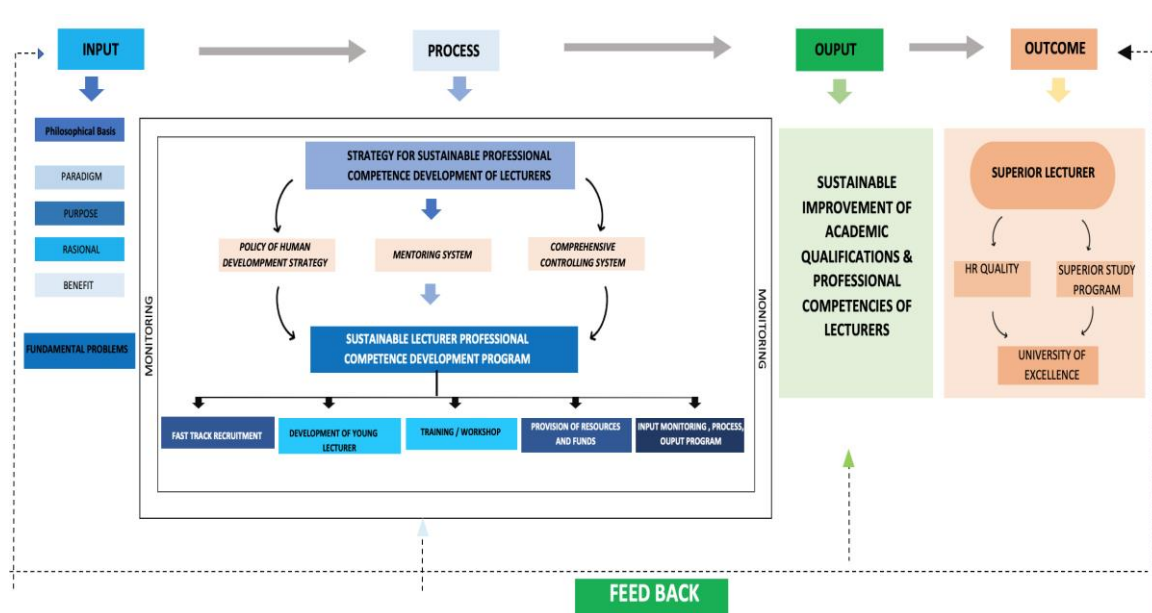 INPUT
PROCESS
OUPUT
OUTCOME
Philosophical Basis
PARADIGM
PURPOSE
RASIONAL
BENEFIT
FUNDAMENTAL PROBLEMS
MONITORING
STRATEGY FOR SUSTAINABLE PROFESSIONAL
COMPETENCE DEVELOPMENT OF LECTURERS
POLICY OF HUMAN
DEVELOMPMENT STRATEGY
MENTORING SYSTEM
COMPREHENSIVE
CONTROLLING SYSTEM
SUSTAINABLE LECTURER PROFESSIONAL
COMPETENCE DEVELOPMENT PROGRAM
FAST TRACK RECRUITMENT
DEVELOPMENT OF YOUNG
LECTURER
TRAINING / WORKSHOP
PROVISION OF RESOURCES
AND FUNDS
INPUT MONITORING , PROCESS,
OUPUT PROGRAM
MONITORING
SUSTAINABLE
IMPROVEMENT OF
ACADEMIC
QUALIFICATIONS &
PROFESSIONAL
COMPETENCIES OF
LECTURERS
SUPERIOR LECTURER
HR QUALITY
SUPERIOR STUDY
PROGRAM
UNIVERSITY OF
EXCELLENCE
FEED BACK